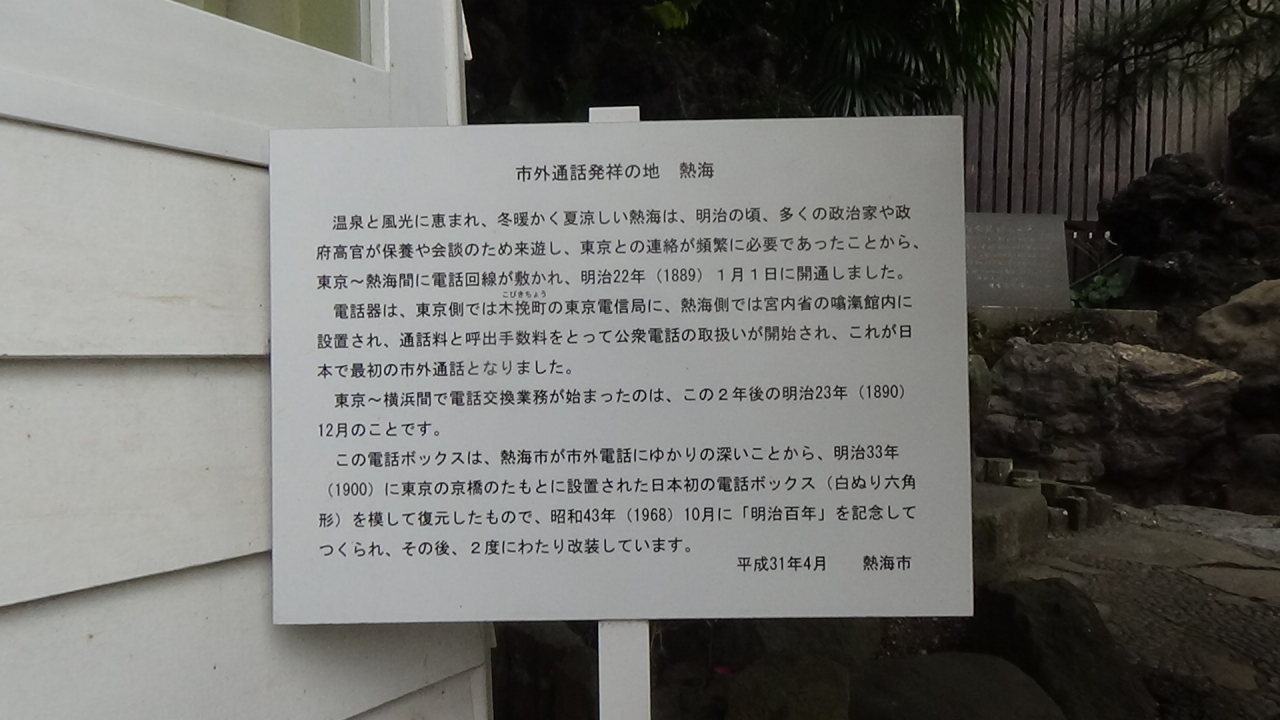 市外通話発祥の地　熱海
温泉と風光に恵まれ、冬暖かく夏涼しい熱海は、明治の頃、多くの政治家や政
府高官が保養や会談のため来遊し、東京との連絡が頻繁に必要であったことから、
東京～熱海間に電話回線が敷かれ、明治22年（1889）１月１日に開通しました。
こびきちょう
電話器は、東京側では木挽町の東京電信局に、熱海側では宮内省の噏滊館内に
設置され、通話料と呼出手数料をとって公衆電話の取扱いが開始され、これが日
本で最初の市外通話となりました。
東京～横浜間で電話交換業務が始まったのは、この２年後の明治23年（1890）
12月のことです。
この電話ボックスは、熱海市が市外電話にゆかりの深いことから、明治33年
（1900）に東京の京橋のたもとに設置された日本初の電話ボックス（白ぬり六角
形）を模して復元したもので、昭和43年（1968）10月に「明治百年」を記念して
つくられ、その後、２度にわたり改装しています。
平成31年4月　　熱海市